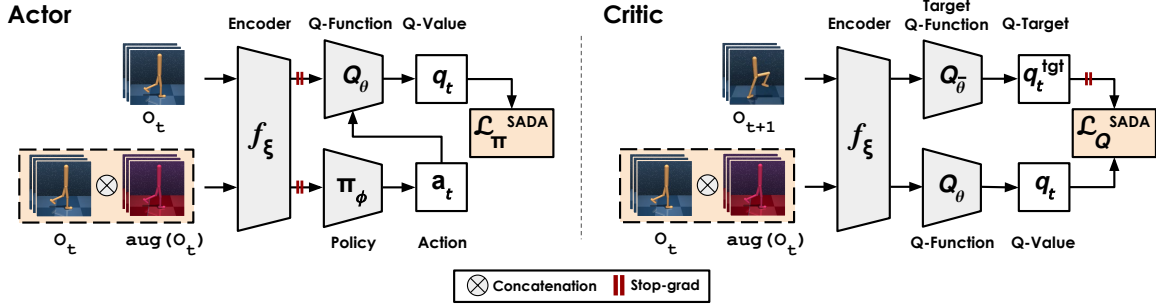 Actor
Encoder Q-Function Q-Value
o_t
f_ξ
Q_θ
q_t
L_π^SADA
π_ϕ
a_t
o_t aug(o_t)
Policy Action
Critic
Encoder Target Q-Function Q-Target
o_{t+1}
f_ξ
Q_θ̄
q_t^tgt
L_Q^SADA
Q_θ
q_t
o_t aug(o_t)
Q-Function Q-Value
Concatenation Stop-grad